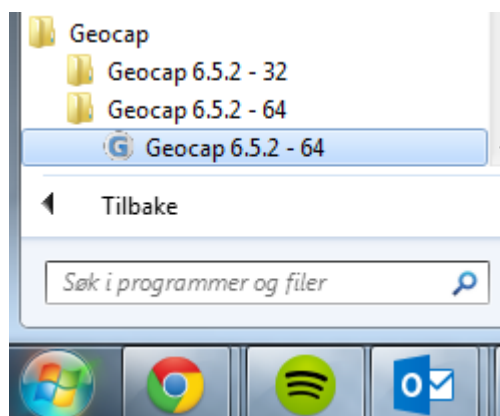 Geocap
Geocap 6.5.2 - 32
Geocap 6.5.2 - 64
Geocap 6.5.2 - 64
Tilbake
Søk i programmer og filer